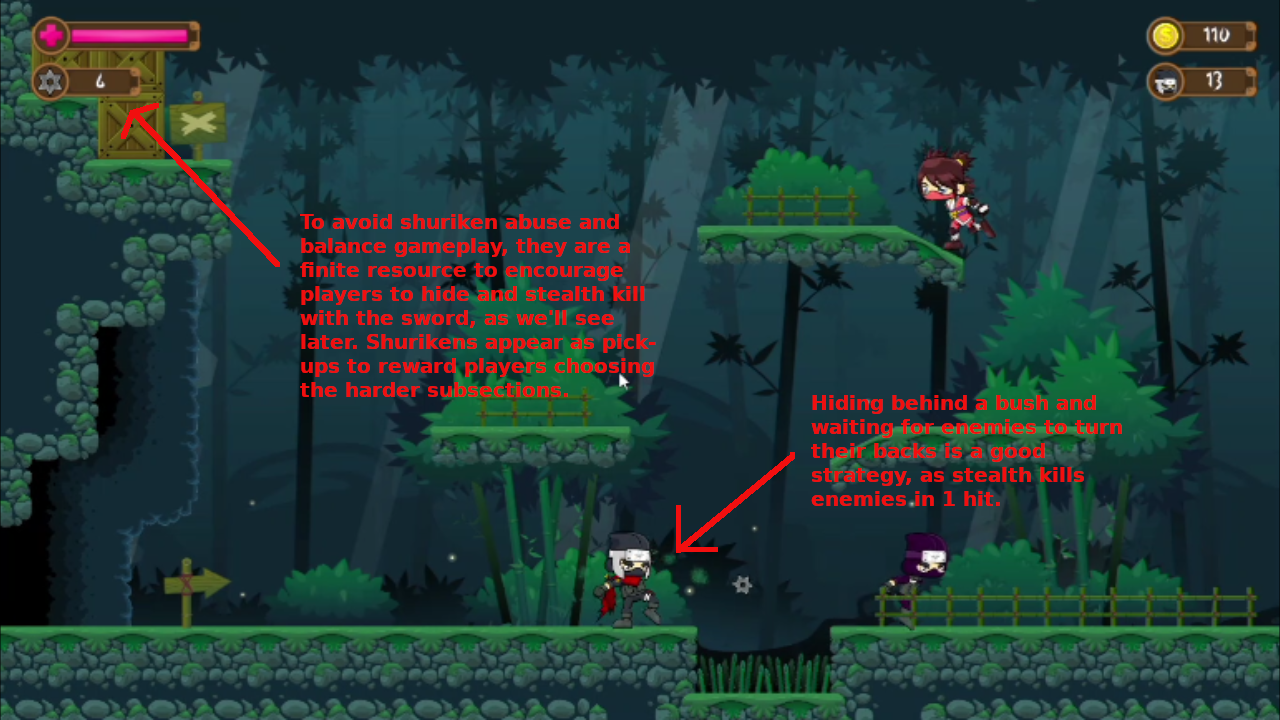 110
6
13
To avoid shuriken abuse and
balance gameplay, they are a
finite resource to encourage
players to hide and stealth kill
with the sword, as we'll see
later. Shurikens appear as pick-
ups to reward players choosing
the harder subsections.
Hiding behind a bush and
waiting for enemies to turn
their backs is a good
strategy, as stealth kills
enemies in 1 hit.